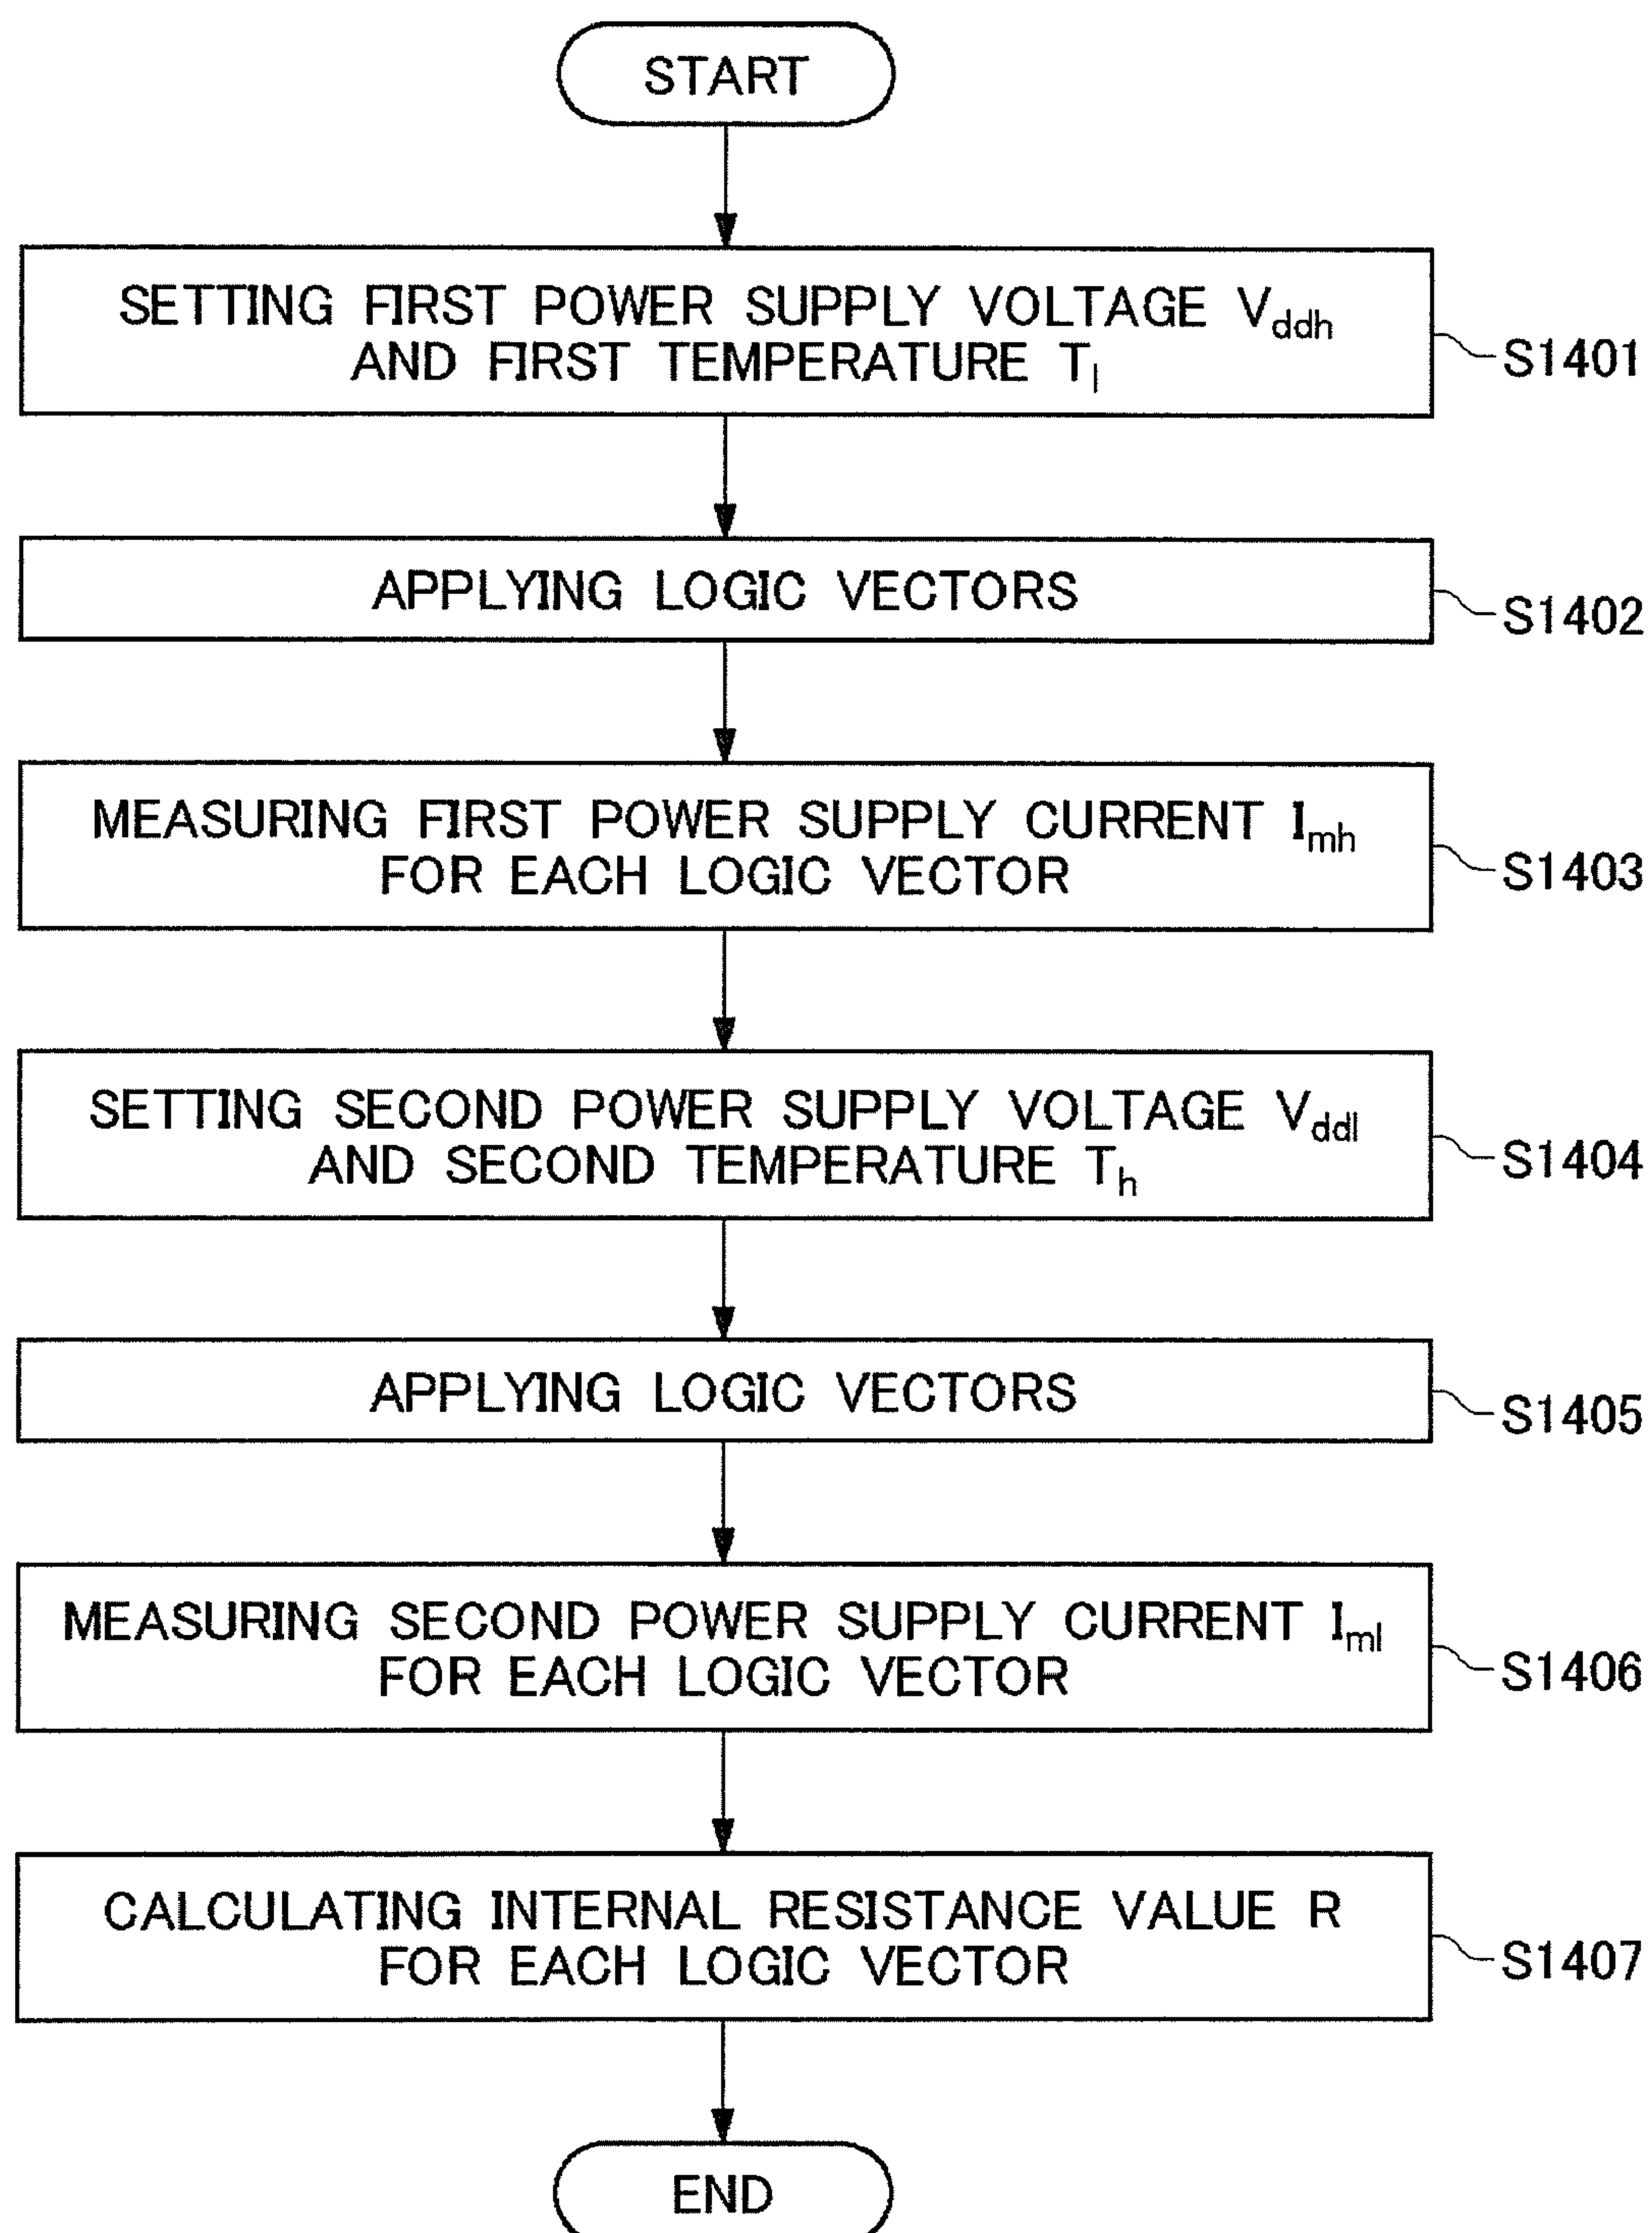 START
SETTING FIRST POWER SUPPLY VOLTAGE Vddh
AND FIRST TEMPERATURE Tl
S1401
APPLYING LOGIC VECTORS
S1402
MEASURING FIRST POWER SUPPLY CURRENT Imh
FOR EACH LOGIC VECTOR
S1403
SETTING SECOND POWER SUPPLY VOLTAGE Vddl
AND SECOND TEMPERATURE Th
S1404
APPLYING LOGIC VECTORS
S1405
MEASURING SECOND POWER SUPPLY CURRENT Iml
FOR EACH LOGIC VECTOR
S1406
CALCULATING INTERNAL RESISTANCE VALUE R
FOR EACH LOGIC VECTOR
S1407
END